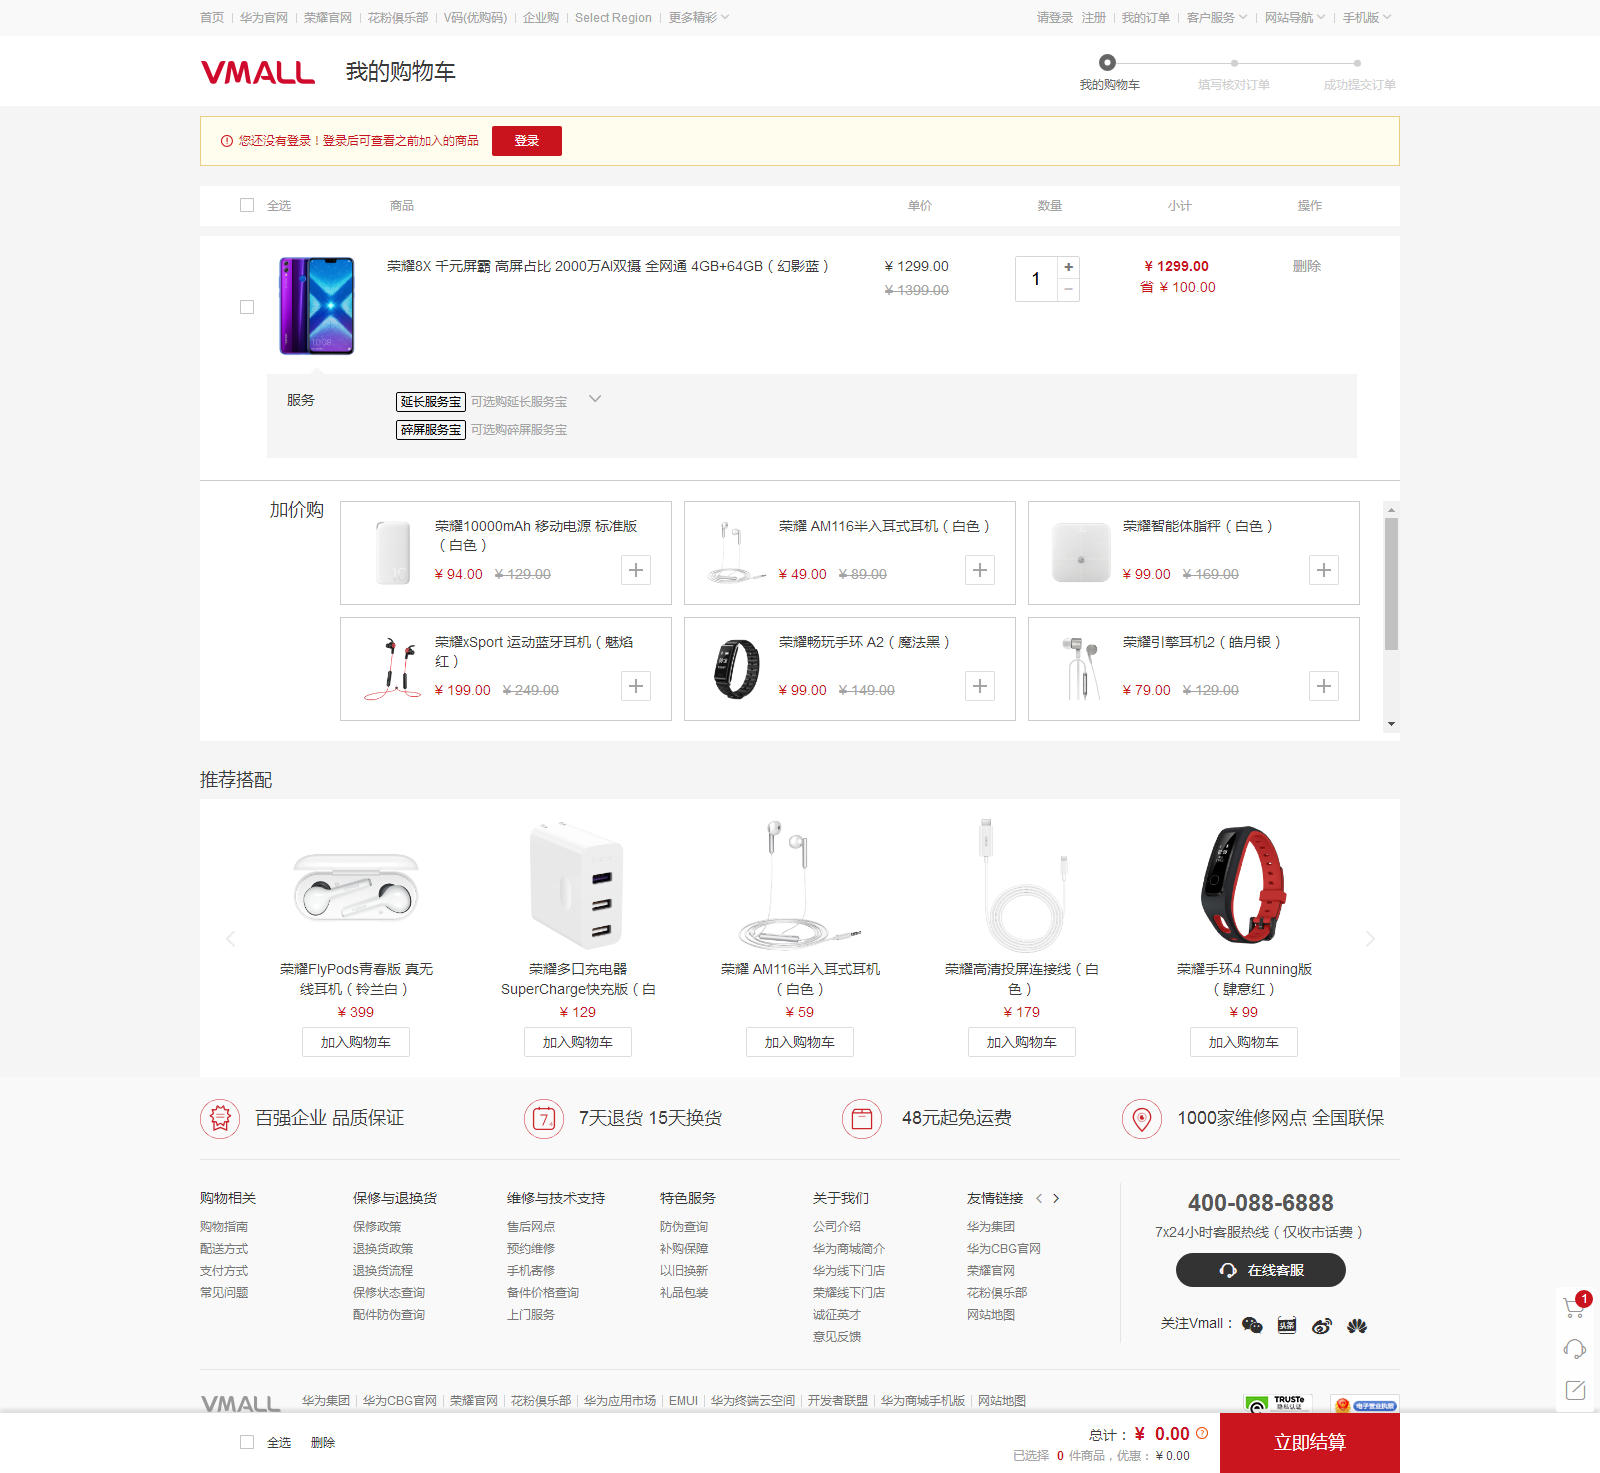 首页 华为官网 荣耀官网 花粉俱乐部 V码(优购码) 企业购 Select Region 更多精彩 请登录 注册 我的订单 客户服务 网站导航 手机版
VMALL 我的购物车
我的购物车 填写核对订单 成功提交订单
您还没有登录！登录后可查看之前加入的商品 登录
全选 商品 单价 数量 小计 操作
荣耀8X 千元屏霸 高屏占比 2000万AI双摄 全网通 4GB+64GB（幻影蓝） ¥ 1299.00 1 + ¥ 1299.00 删除
¥ 1399.00 − 省 ¥ 100.00
服务 延长服务宝 可选购延长服务宝
碎屏服务宝 可选购碎屏服务宝
加价购
荣耀10000mAh 移动电源 标准版（白色）
¥ 94.00 ¥ 129.00
荣耀 AM116半入耳式耳机（白色）
¥ 49.00 ¥ 89.00
荣耀智能体脂秤（白色）
¥ 99.00 ¥ 169.00
荣耀xSport 运动蓝牙耳机（魅焰红）
¥ 199.00 ¥ 249.00
荣耀畅玩手环 A2（魔法黑）
¥ 99.00 ¥ 149.00
荣耀引擎耳机2（皓月银）
¥ 79.00 ¥ 129.00
推荐搭配
荣耀FlyPods青春版 真无线耳机（铃兰白）
¥ 399
加入购物车
荣耀多口充电器 SuperCharge快充版（白
¥ 129
加入购物车
荣耀 AM116半入耳式耳机（白色）
¥ 59
加入购物车
荣耀高清投屏连接线（白色）
¥ 179
加入购物车
荣耀手环4 Running版（肆意红）
¥ 99
加入购物车
百强企业 品质保证 7天退货 15天换货 48元起免运费 1000家维修网点 全国联保
购物相关
购物指南
配送方式
支付方式
常见问题
保修与退换货
保修政策
退换货政策
退换货流程
保修状态查询
配件防伪查询
维修与技术支持
售后网点
预约维修
手机寄修
备件价格查询
上门服务
特色服务
防伪查询
补购保障
以旧换新
礼品包装
关于我们
公司介绍
华为商城简介
华为线下门店
荣耀线下门店
诚征英才
意见反馈
友情链接
华为集团
华为CBG官网
荣耀官网
花粉俱乐部
网站地图
400-088-6888
7x24小时客服热线（仅收市话费）
在线客服
关注Vmall：
头条
1
VMALL 华为集团 华为CBG官网 荣耀官网 花粉俱乐部 华为应用市场 EMUI 华为终端云空间 开发者联盟 华为商城手机版 网站地图 TRUSTe 隐私认证 电子营业执照
全选 删除 总计： ¥ 0.00 立即结算
已选择 0 件商品，优惠：¥ 0.00